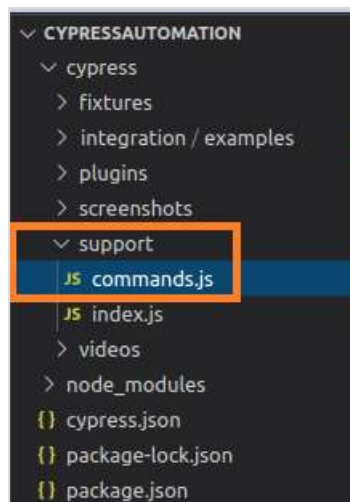 CYPRESSAUTOMATION
cypress
fixtures
integration / examples
plugins
screenshots
support
JS commands.js
JS index.js
videos
node_modules
{} cypress.json
{} package-lock.json
{} package.json